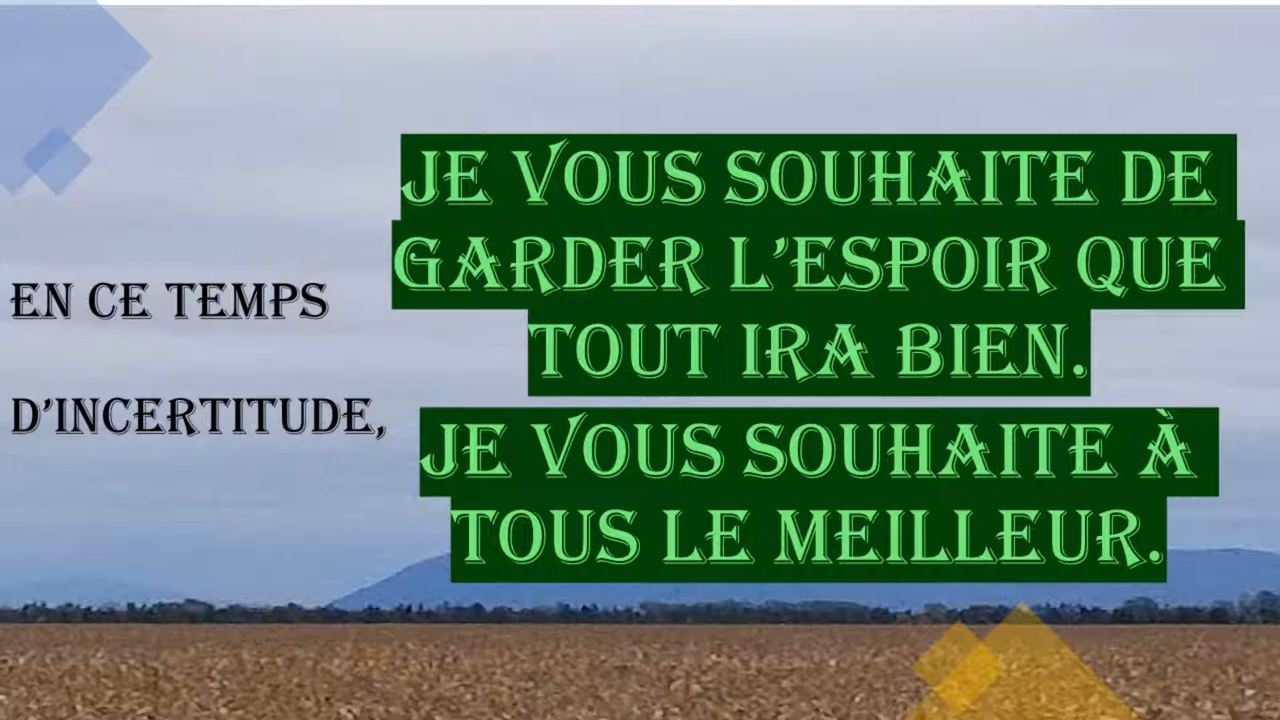 EN CE TEMPS
D'INCERTITUDE,
JE VOUS SOUHAITE DE
GARDER L'ESPOIR QUE
TOUT IRA BIEN.
JE VOUS SOUHAITE À
TOUS LE MEILLEUR.